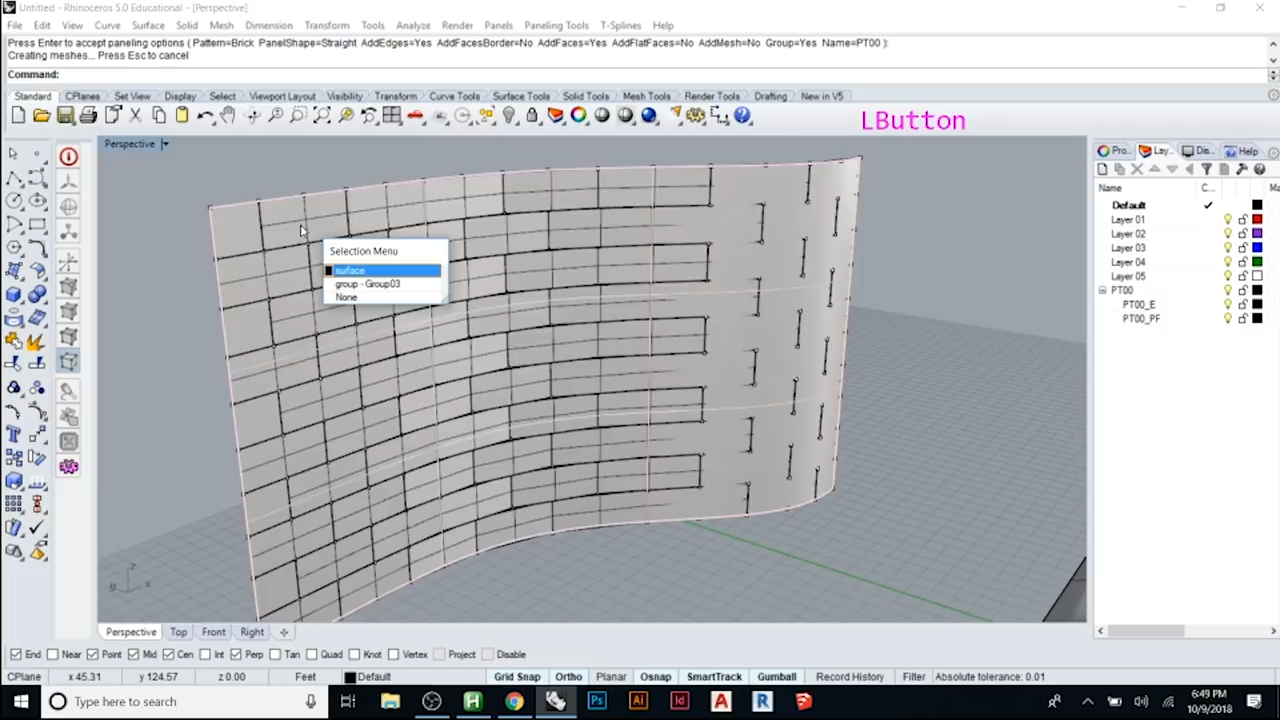 Untitled - Rhinoceros 5.0 Educational - [Perspective]
File Edit View Curve Surface Solid Mesh Dimension Transform Tools Analyze Render Panels Paneling Tools T-Splines Help
Press Enter to accept paneling options ( Pattern=Brick PanelShape=Straight AddEdges=Yes AddFacesBorder=No AddFaces=Yes AddFlatFaces=No AddMesh=No Group=Yes Name=PT00 ):
Creating meshes... Press Esc to cancel
Command:
Standard CPlanes Set View Display Select Viewport Layout Visibility Transform Curve Tools Surface Tools Solid Tools Mesh Tools Render Tools Drafting New in V5
LButton
Perspective
Pro... Lay... Dis... Help
Name C...
Default
Layer 01
Layer 02
Layer 03
Layer 04
Layer 05
PT00
PT00_E
PT00_PF
Selection Menu
surface
group - Group03
None
z
y x
Perspective Top Front Right
End Near Point Mid Cen Int Perp Tan Quad Knot Vertex Project Disable
CPlane x 45.31 y 124.57 z 0.00 Feet Default Grid Snap Ortho Planar Osnap SmartTrack Gumball Record History Filter Absolute tolerance: 0.01
Type here to search
Ps Ai Id A R
6:49 PM
10/9/2018